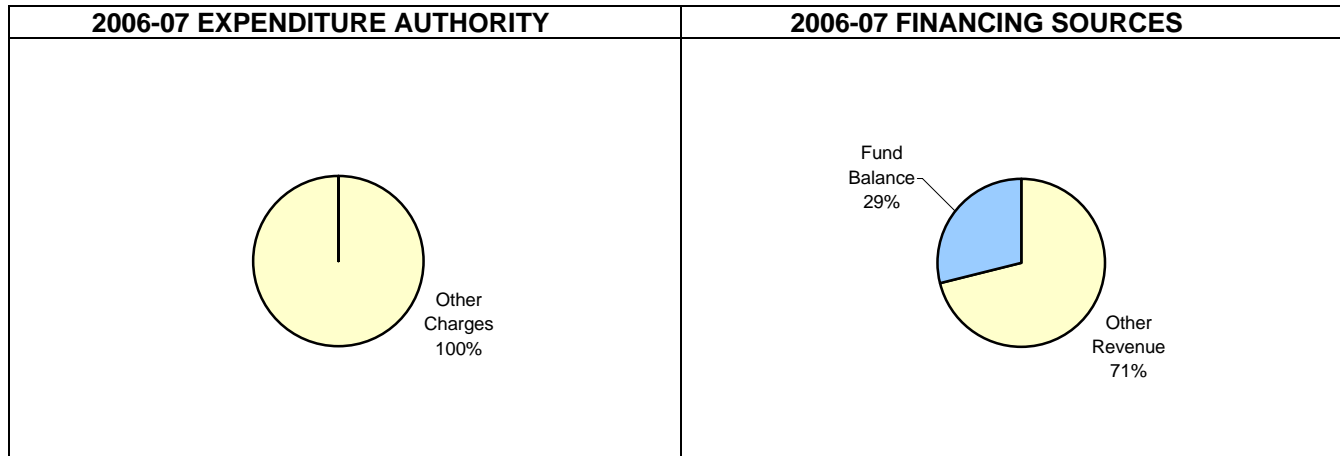 2006-07 EXPENDITURE AUTHORITY
2006-07 FINANCING SOURCES
Other
Charges
100%
Fund
Balance
29%
Other
Revenue
71%